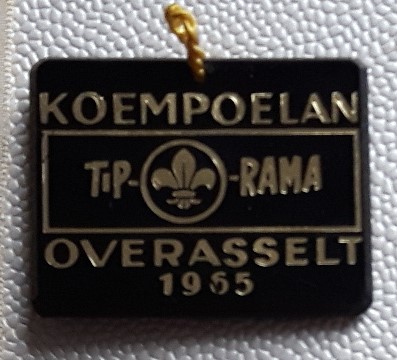 KOEMPOELAN
TIP- -RAMA
OVERASSELT
1965